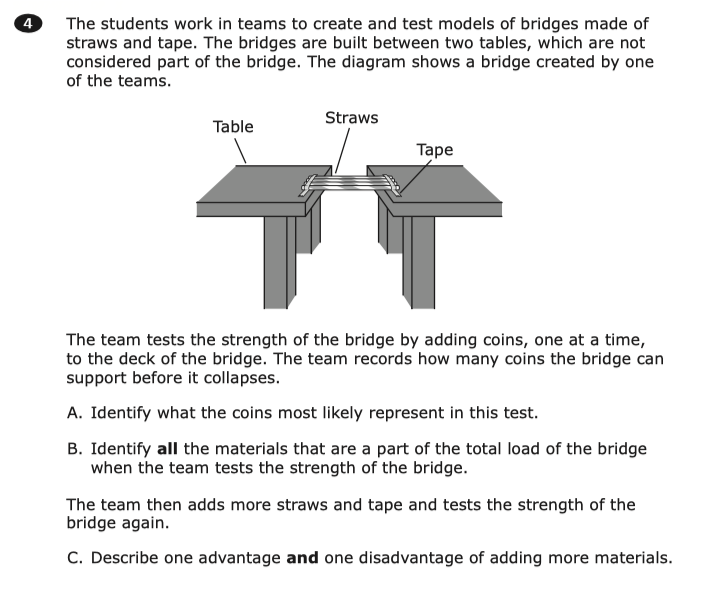 4 The students work in teams to create and test models of bridges made of
straws and tape. The bridges are built between two tables, which are not
considered part of the bridge. The diagram shows a bridge created by one
of the teams.
Table
Straws
Tape
The team tests the strength of the bridge by adding coins, one at a time,
to the deck of the bridge. The team records how many coins the bridge can
support before it collapses.
A. Identify what the coins most likely represent in this test.
B. Identify all the materials that are a part of the total load of the bridge
when the team tests the strength of the bridge.
The team then adds more straws and tape and tests the strength of the
bridge again.
C. Describe one advantage and one disadvantage of adding more materials.